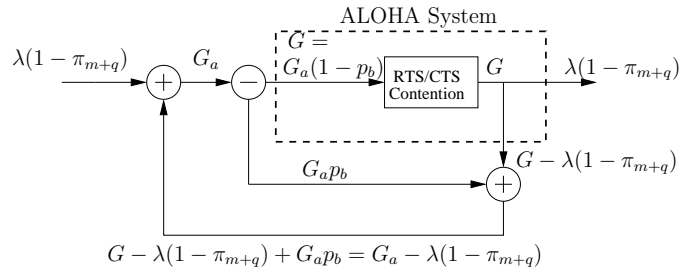 ALOHA System
G =
λ(1 - π_{m+q})
G_a
G_a(1 - p_b)
RTS/CTS
Contention
G
λ(1 - π_{m+q})
+
−
G_a p_b
G − λ(1 − π_{m+q})
+
G − λ(1 − π_{m+q}) + G_a p_b = G_a − λ(1 − π_{m+q})